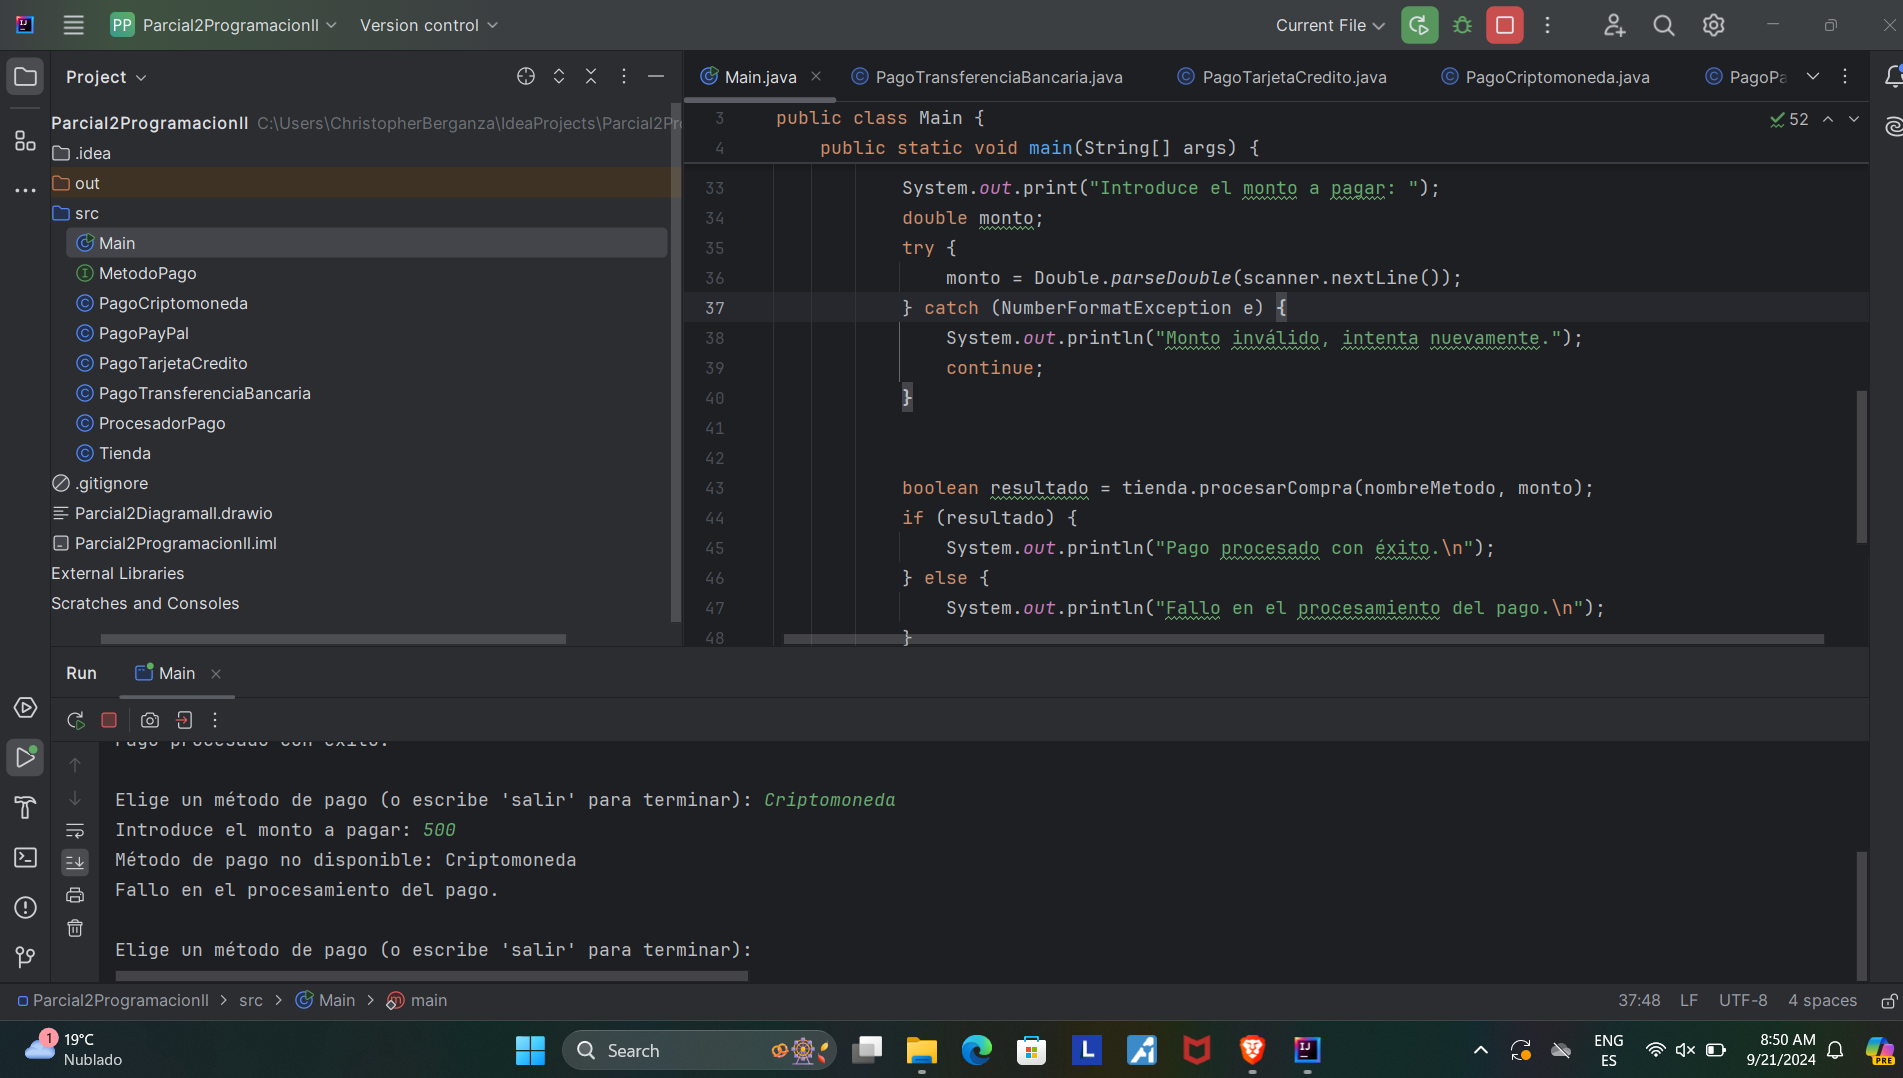 PP Parcial2ProgramacionII Version control Current File
Project
Parcial2ProgramacionII C:\Users\ChristopherBerganza\IdeaProjects\Parcial2Pr
.idea
out
src
Main
MetodoPago
PagoCriptomoneda
PagoPayPal
PagoTarjetaCredito
PagoTransferenciaBancaria
ProcesadorPago
Tienda
.gitignore
Parcial2DiagramaII.drawio
Parcial2ProgramacionII.iml
External Libraries
Scratches and Consoles
Main.java PagoTransferenciaBancaria.java PagoTarjetaCredito.java PagoCriptomoneda.java PagoPa
52
3 public class Main {
4 public static void main(String[] args) {
33 System.out.print("Introduce el monto a pagar: ");
34 double monto;
35 try {
36 monto = Double.parseDouble(scanner.nextLine());
37 } catch (NumberFormatException e) {
38 System.out.println("Monto inválido, intenta nuevamente.");
39 continue;
40 }
41
42
43 boolean resultado = tienda.procesarCompra(nombreMetodo, monto);
44 if (resultado) {
45 System.out.println("Pago procesado con éxito.\n");
46 } else {
47 System.out.println("Fallo en el procesamiento del pago.\n");
48 }
Run Main
Pago procesado con éxito.
Elige un método de pago (o escribe 'salir' para terminar): Criptomoneda
Introduce el monto a pagar: 500
Método de pago no disponible: Criptomoneda
Fallo en el procesamiento del pago.
Elige un método de pago (o escribe 'salir' para terminar):
Parcial2ProgramacionII > src > Main > main 37:48 LF UTF-8 4 spaces
1 19°C
Nublado
Search
L
IJ
ENG
ES
8:50 AM
9/21/2024
PRE